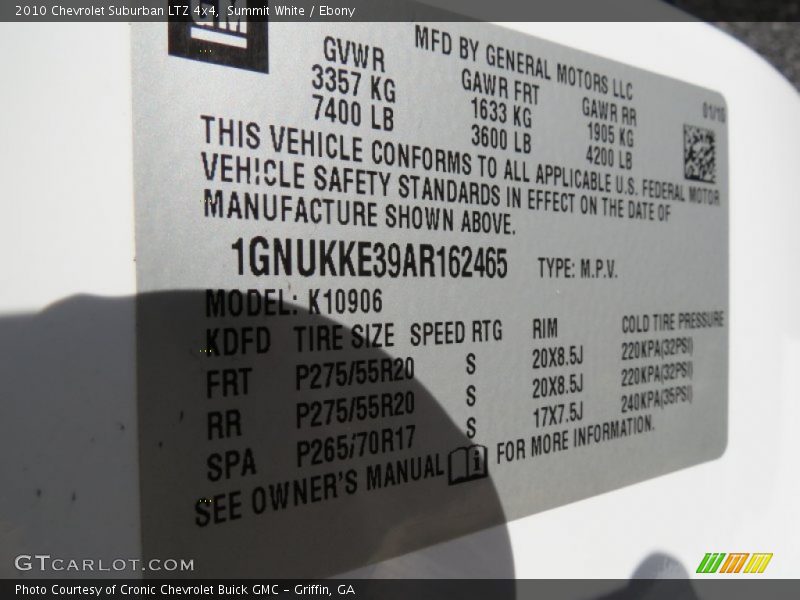 2010 Chevrolet Suburban LTZ 4x4, Summit White / Ebony
GM
MFD BY GENERAL MOTORS LLC
GVWR GAWR FRT GAWR RR 01/10
3357 KG 1633 KG 1905 KG
7400 LB 3600 LB 4200 LB
THIS VEHICLE CONFORMS TO ALL APPLICABLE U.S. FEDERAL MOTOR
VEHICLE SAFETY STANDARDS IN EFFECT ON THE DATE OF
MANUFACTURE SHOWN ABOVE.
1GNUKKE39AR162465 TYPE: M.P.V.
MODEL: K10906
KDFD TIRE SIZE SPEED RTG RIM COLD TIRE PRESSURE
FRT P275/55R20 S 20X8.5J 220KPA(32PSI)
RR P275/55R20 S 20X8.5J 220KPA(32PSI)
SPA P265/70R17 S 17X7.5J 240KPA(35PSI)
SEE OWNER'S MANUAL i FOR MORE INFORMATION.
GTCARLOT.COM
Photo Courtesy of Cronic Chevrolet Buick GMC – Griffin, GA